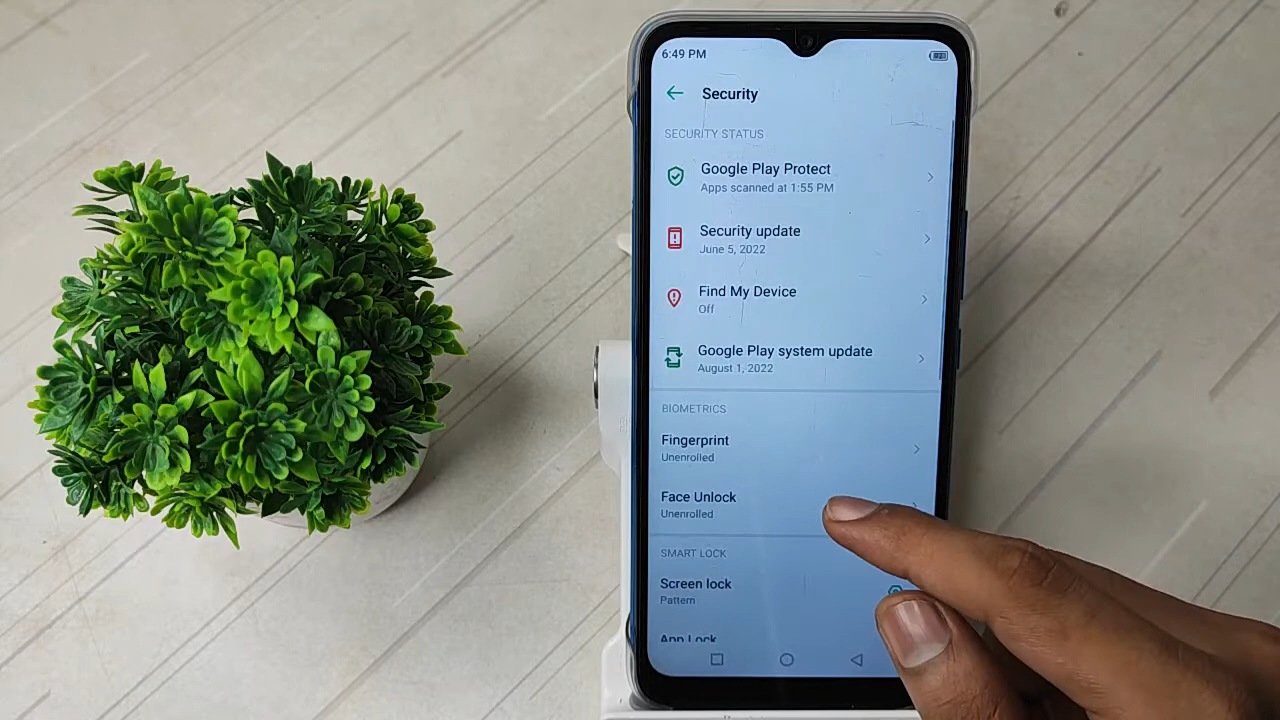 6:49 PM
Security
SECURITY STATUS
Google Play Protect
Apps scanned at 1:55 PM
Security update
June 5, 2022
Find My Device
Off
Google Play system update
August 1, 2022
BIOMETRICS
Fingerprint
Unenrolled
Face Unlock
Unenrolled
SMART LOCK
Screen lock
Pattern
App Lock